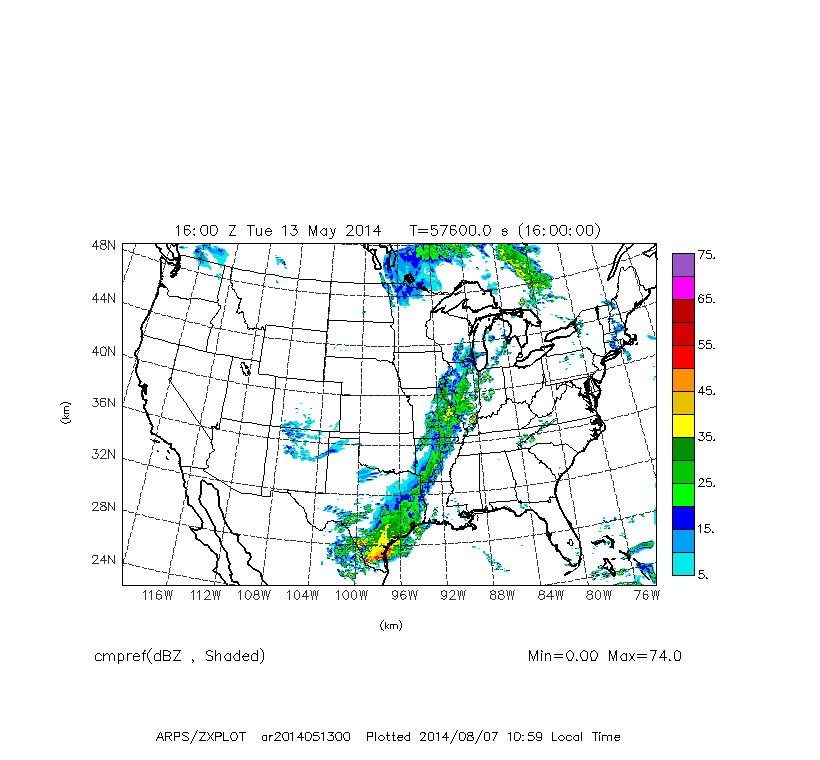 16:00 Z Tue 13 May 2014 T=57600.0 s (16:00:00)
48N
44N
40N
36N
32N
28N
24N
(km)
75.
65.
55.
45.
35.
25.
15.
5.
116W 112W 108W 104W 100W 96W 92W 88W 84W 80W 76W
(km)
cmpref(dBZ , Shaded) Min=0.00 Max=74.0
ARPS/ZXPLOT ar2014051300 Plotted 2014/08/07 10:59 Local Time